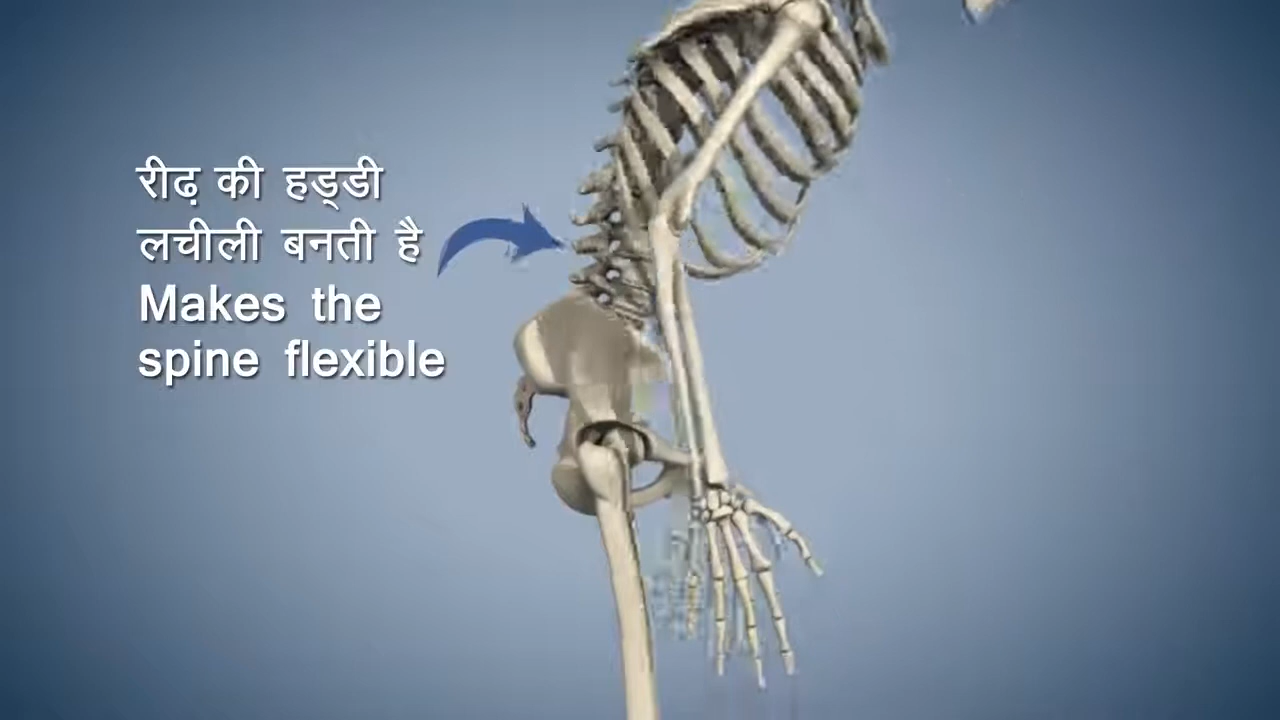 रीढ़ की हड्डी
लचीली बनती है
Makes the
spine flexible